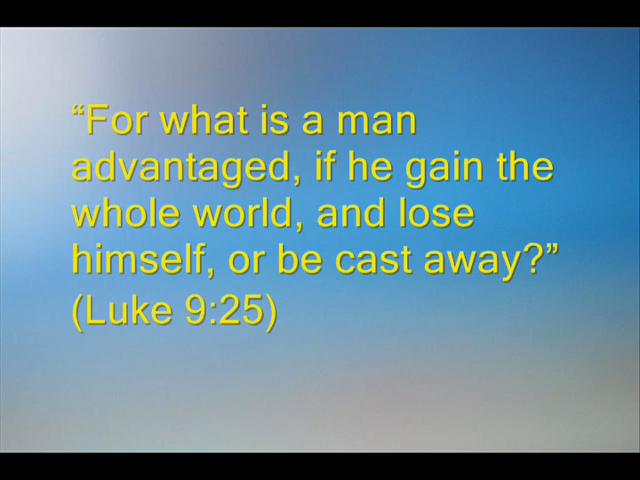 “For what is a man
advantaged, if he gain the
whole world, and lose
himself, or be cast away?”
(Luke 9:25)